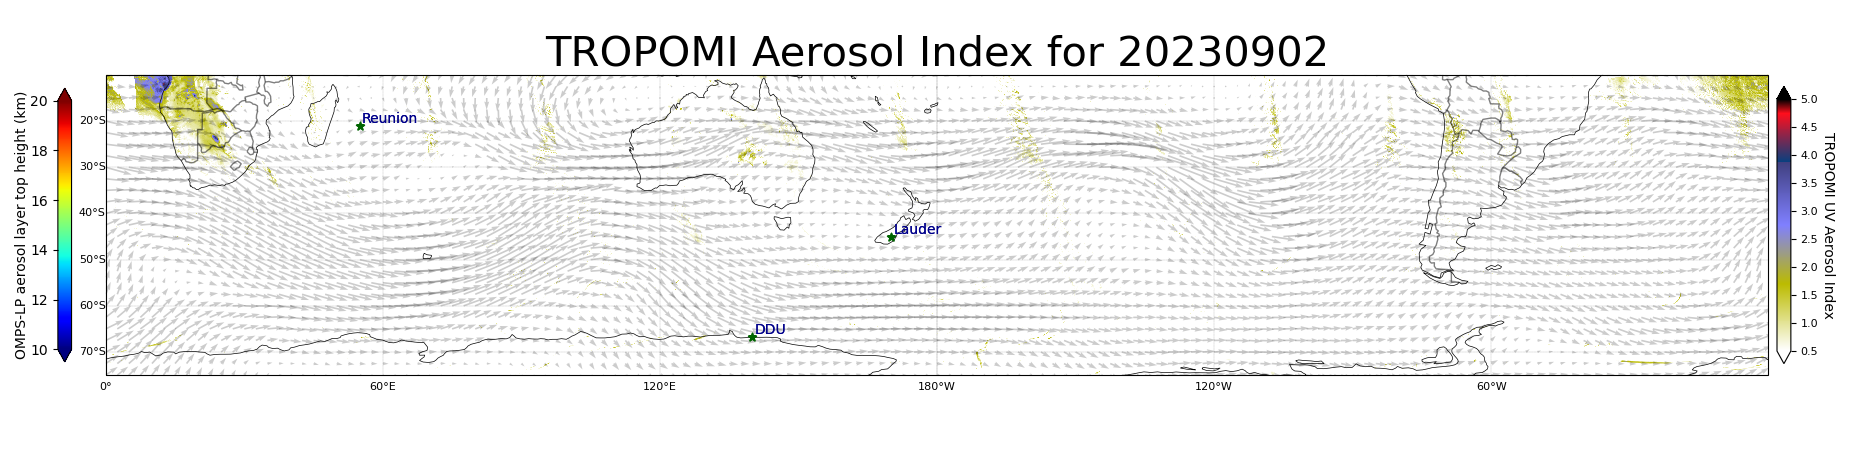 TROPOMI Aerosol Index for 20230902
OMPS-LP aerosol layer top height (km)
20
18
16
14
12
10
20°S
30°S
40°S
50°S
60°S
70°S
0°
60°E
120°E
180°W
120°W
60°W
Reunion
Lauder
DDU
5.0
4.5
4.0
3.5
3.0
2.5
2.0
1.5
1.0
0.5
TROPOMI UV Aerosol Index